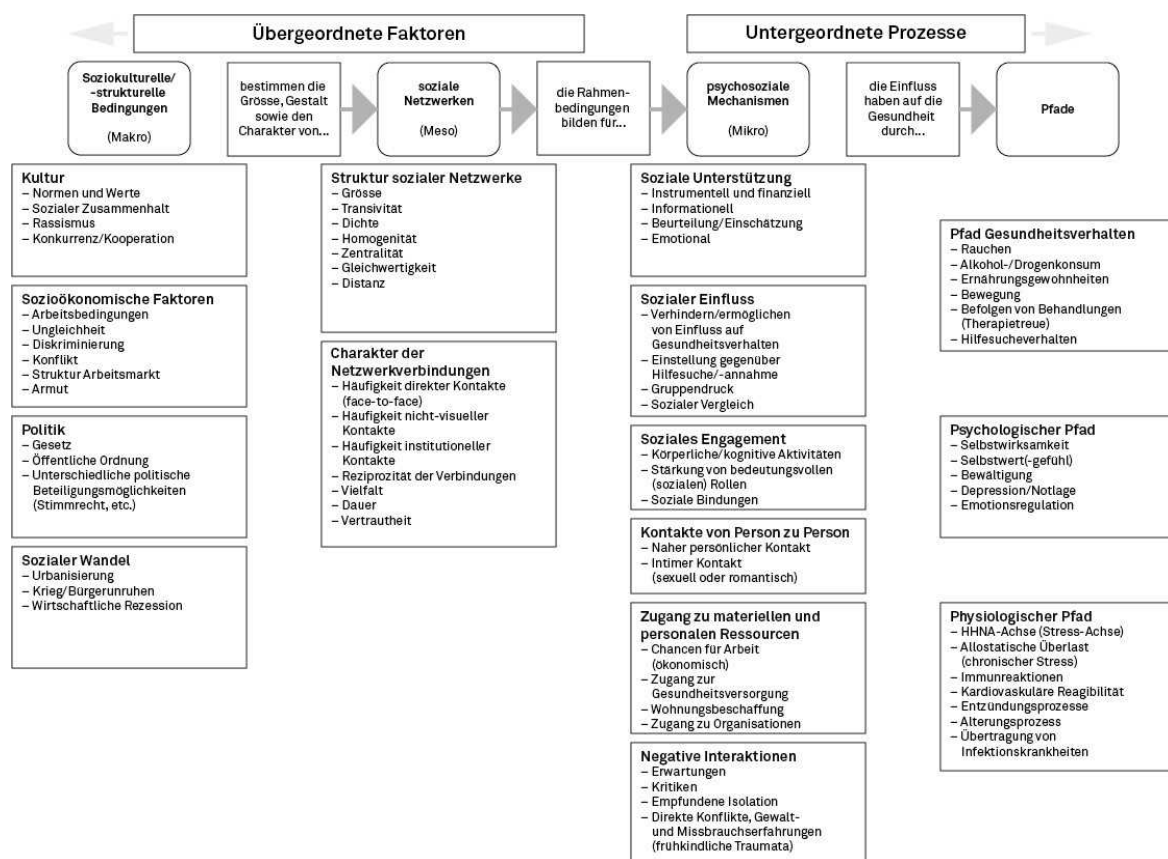 Übergeordnete Faktoren
Untergeordnete Prozesse
Soziokulturelle/
-strukturelle
Bedingungen
(Makro)
bestimmen die
Grösse, Gestalt
sowie den
Charakter von...
soziale
Netzwerken
(Meso)
die Rahmen-
bedingungen
bilden für...
psychosoziale
Mechanismen
(Mikro)
die Einfluss
haben auf die
Gesundheit
durch...
Pfade
Kultur
– Normen und Werte
– Sozialer Zusammenhalt
– Rassismus
– Konkurrenz/Kooperation
Sozioökonomische Faktoren
– Arbeitsbedingungen
– Ungleichheit
– Diskriminierung
– Konflikt
– Struktur Arbeitsmarkt
– Armut
Politik
– Gesetz
– Öffentliche Ordnung
– Unterschiedliche politische
Beteiligungsmöglichkeiten
(Stimmrecht, etc.)
Sozialer Wandel
– Urbanisierung
– Krieg/Bürgerunruhen
– Wirtschaftliche Rezession
Struktur sozialer Netzwerke
– Grösse
– Transivität
– Dichte
– Homogenität
– Zentralität
– Gleichwertigkeit
– Distanz
Charakter der
Netzwerkverbindungen
– Häufigkeit direkter Kontakte
(face-to-face)
– Häufigkeit nicht-visueller
Kontakte
– Häufigkeit institutioneller
Kontakte
– Reziprozität der Verbindungen
– Vielfalt
– Dauer
– Vertrautheit
Soziale Unterstützung
– Instrumentell und finanziell
– Informationell
– Beurteilung/Einschätzung
– Emotional
Sozialer Einfluss
– Verhindern/ermöglichen
von Einfluss auf
Gesundheitsverhalten
– Einstellung gegenüber
Hilfesuche/-annahme
– Gruppendruck
– Sozialer Vergleich
Soziales Engagement
– Körperliche/kognitive Aktivitäten
– Stärkung von bedeutungsvollen
(sozialen) Rollen
– Soziale Bindungen
Kontakte von Person zu Person
– Naher persönlicher Kontakt
– Intimer Kontakt
(sexuell oder romantisch)
Zugang zu materiellen und
personalen Ressourcen
– Chancen für Arbeit
(ökonomisch)
– Zugang zur
Gesundheitsversorgung
– Wohnungsbeschaffung
– Zugang zu Organisationen
Negative Interaktionen
– Erwartungen
– Kritiken
– Empfundene Isolation
– Direkte Konflikte, Gewalt-
und Missbrauchserfahrungen
(frühkindliche Traumata)
Pfad Gesundheitsverhalten
– Rauchen
– Alkohol-/Drogenkonsum
– Ernährungsgewohnheiten
– Bewegung
– Befolgen von Behandlungen
(Therapietreue)
– Hilfesucheverhalten
Psychologischer Pfad
– Selbstwirksamkeit
– Selbstwert(-gefühl)
– Bewältigung
– Depression/Notlage
– Emotionsregulation
Physiologischer Pfad
– HHNA-Achse (Stress-Achse)
– Allostatische Überlast
(chronischer Stress)
– Immunreaktionen
– Kardiovaskuläre Reagibilität
– Entzündungsprozesse
– Alterungsprozess
– Übertragung von
Infektionskrankheiten